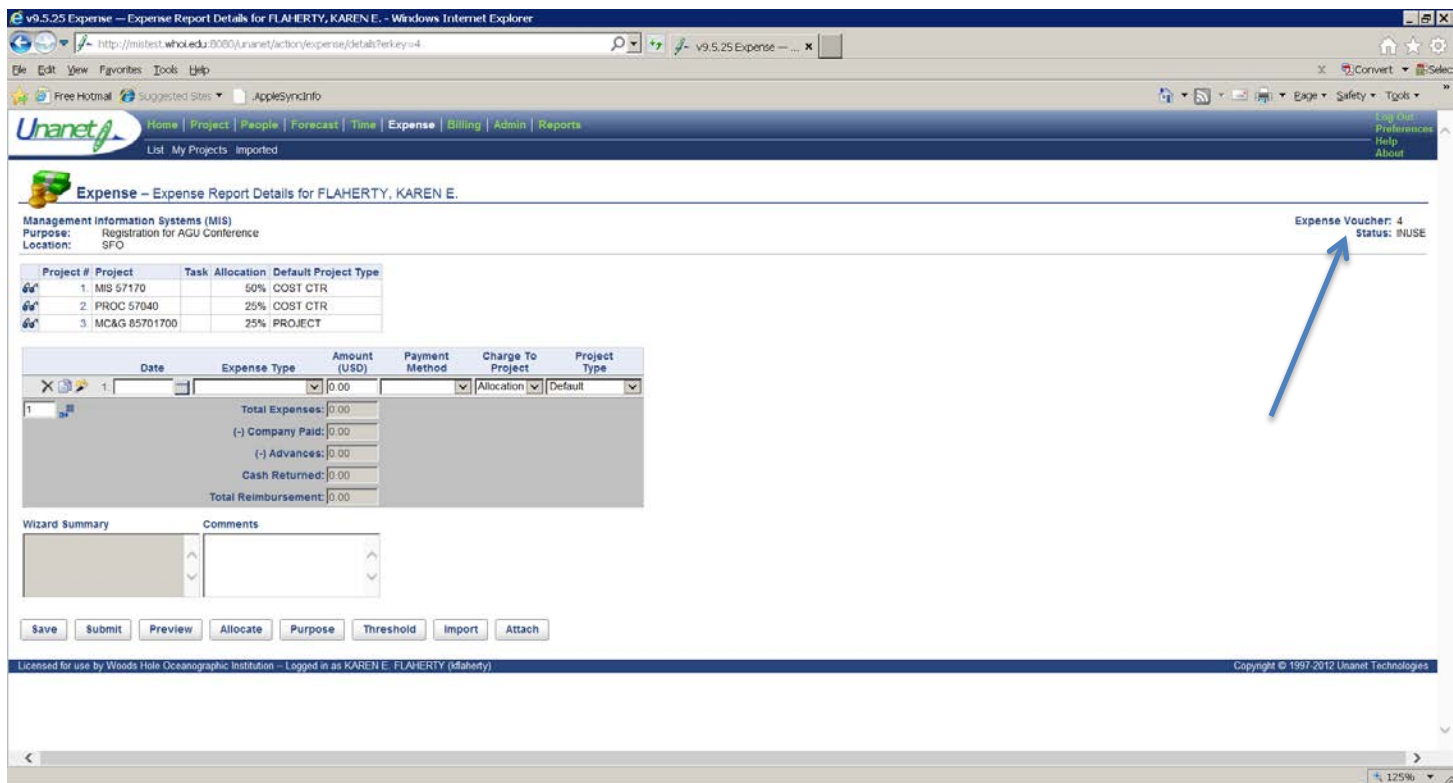 v9.5.25 Expense — Expense Report Details for FLAHERTY, KAREN E. - Windows Internet Explorer
http://mistest.whoi.edu:8080/unanet/action/expense/details?erkey=4
v9.5.25 Expense — ...
File Edit View Favorites Tools Help
x Convert Selec
Free Hotmail Suggested Sites AppleSyncInfo
Page Safety Tools »
Unanet
Home | Project | People | Forecast | Time | Expense | Billing | Admin | Reports
Log Out
Preferences
Help
About
List My Projects Imported
Expense – Expense Report Details for FLAHERTY, KAREN E.
Management Information Systems (MIS)
Purpose: Registration for AGU Conference
Location: SFO
Expense Voucher: 4
Status: INUSE
Project # Project Task Allocation Default Project Type
1. MIS 57170 50% COST CTR
2 PROC 57040 25% COST CTR
3 MC&G 85701700 25% PROJECT
Date Expense Type Amount (USD) Payment Method Charge To Project Project Type
1. 0.00 Allocation Default
1
Total Expenses: 0.00
(-) Company Paid: 0.00
(-) Advances: 0.00
Cash Returned: 0.00
Total Reimbursement: 0.00
Wizard Summary Comments
Save Submit Preview Allocate Purpose Threshold Import Attach
Licensed for use by Woods Hole Oceanographic Institution – Logged in as KAREN E. FLAHERTY (kflaherty)
Copyright © 1997-2012 Unanet Technologies
125%